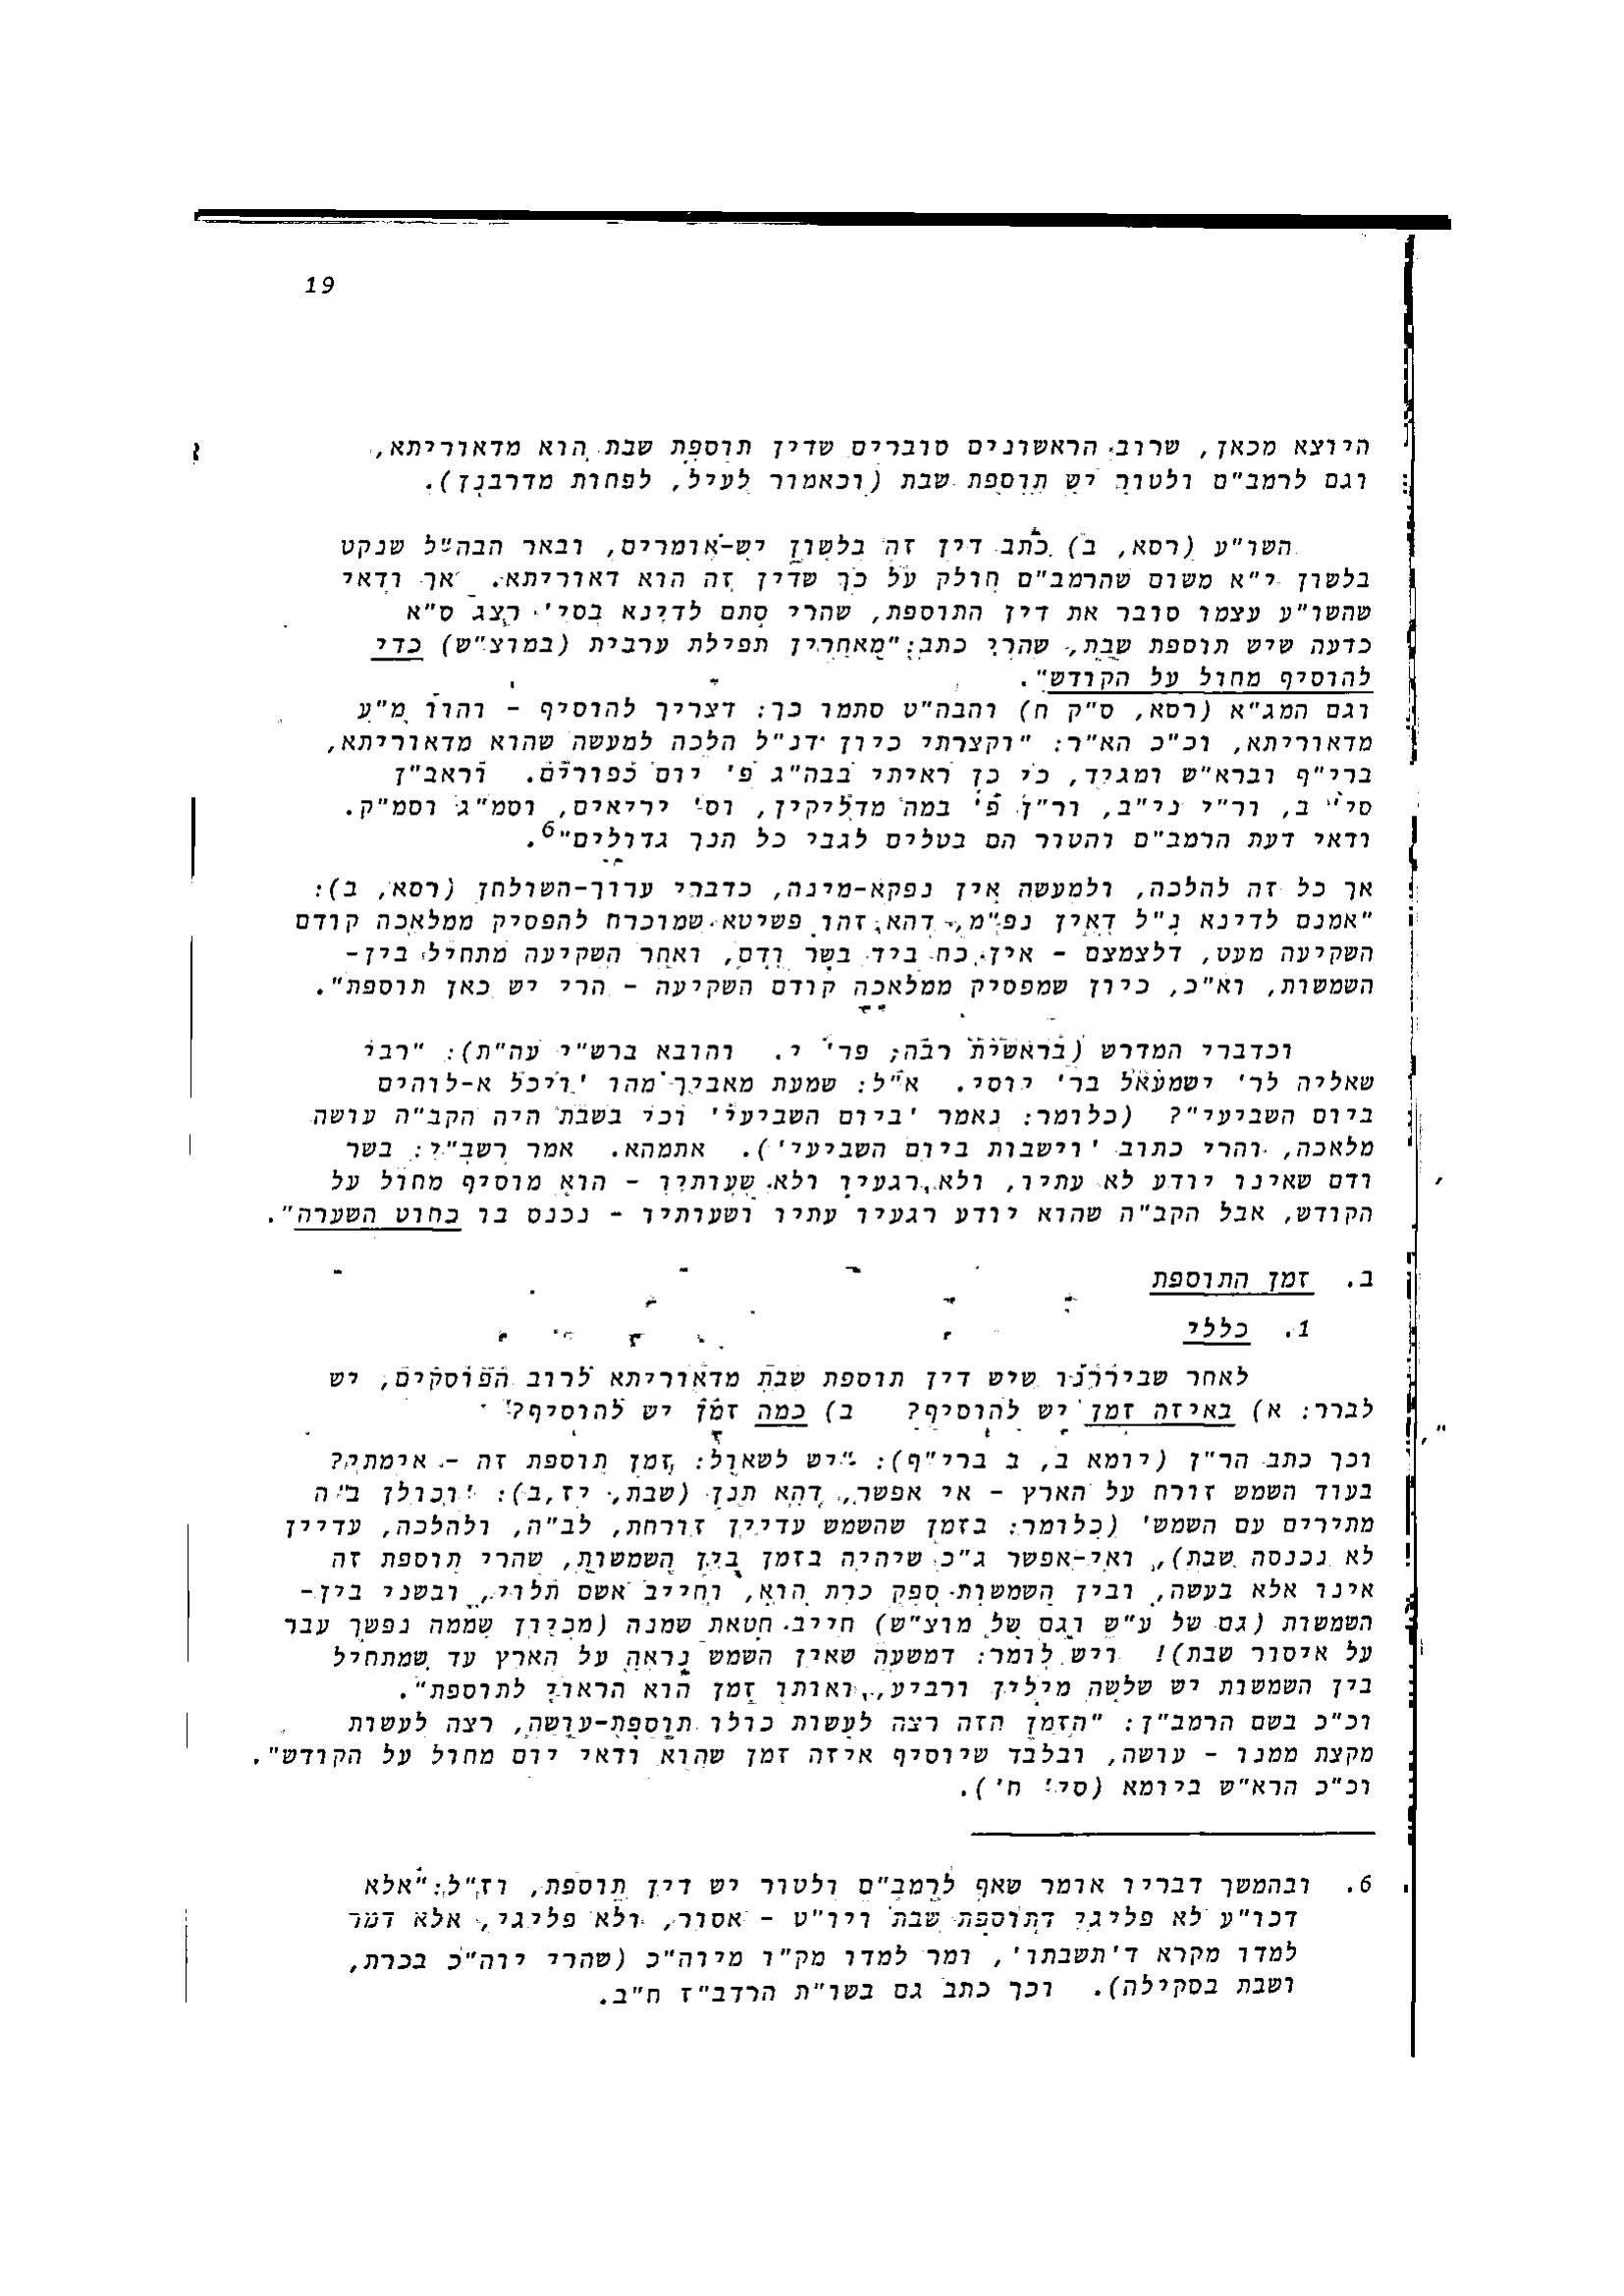 19
היוצא מכאן, שרוב הראשונים סוברים שדין תוספת שבת הוא מדאוריתא,
וגם לרמב"ם ולטור יש תוספת שבת (וכאמור לעיל, לפחות מדרבנן).
השו"ע (רסא, ב) כתב דין זה בלשון יש-אומרים, ובאר הבה"ל שנקט
בלשון י"א משום שהרמב"ם חולק על כך שדין זה הוא דאוריתא. אך ודאי
שהשו"ע עצמו סובר את דין התוספת, שהרי סתם לדינא בסי' רצג ס"א
כדעה שיש תוספת שבת, שהרי כתב: "מאחרין תפילת ערבית (במוצ"ש) כדי
להוסיף מחול על הקודש".
וגם המג"א (רסא, ס"ק ח) והבה"ט סתמו כך: דצריך להוסיף - והוו מ"ע
מדאוריתא, וכ"כ הא"ר: "וקצרתי כיון דנ"ל הלכה למעשה שהוא מדאוריתא,
ברי"ף וברא"ש ומגיד, כי כן ראיתי בבה"ג פ' יום כפורים. וראב"ן
סי' ב, ור"י ני"ב, ור"ן פ' במה מדליקין, וס' יריאים, וסמ"ג וסמ"ק.
ודאי דעת הרמב"ם והטור הם בטלים לגבי כל הנך גדולים"6.
אך כל זה להלכה, ולמעשה אין נפקא-מינה, כדברי ערוך-השולחן (רסא, ב):
"אמנם לדינא נ"ל דאין נפ"מ, דהא זהו פשיטא שמוכרח להפסיק ממלאכה קודם
השקיעה מעט, דלצמצם - אין כח ביד בשר ודם, ואחר השקיעה מתחיל בין-
השמשות, וא"כ, כיון שמפסיק ממלאכה קודם השקיעה - הרי יש כאן תוספת".
וכדברי המדרש (בראשית רבה; פר' י. והובא ברש"י עה"ת): "רבי
שאליה לר' ישמעאל בר' יוסי. א"ל: שמעת מאביך מהו 'ויכל א-לוהים
ביום השביעי"? (כלומר: נאמר 'ביום השביעי' וכי בשבת היה הקב"ה עושה
מלאכה, והרי כתוב 'וישבות ביום השביעי'). אתמהא. אמר רשב"י: בשר
ודם שאינו יודע לא עתיו, ולא רגעיו ולא שעותיו - הוא מוסיף מחול על
הקודש, אבל הקב"ה שהוא יודע רגעיו עתיו ושעותיו - נכנס בו כחוט השערה".
ב. זמן התוספת
1. כללי
לאחר שביררנו שיש דין תוספת שבת מדאוריתא לרוב הפוסקים, יש
לברר: א) באיזה זמן יש להוסיף? ב) כמה זמן יש להוסיף?
וכך כתב הר"ן (יומא ב, ב ברי"ף): "יש לשאול: זמן תוספת זה - אימתי?
בעוד השמש זורח על הארץ - אי אפשר, דהא תנן (שבת, יז,ב): 'וכולן ב"ה
מתירים עם השמש' (כלומר: בזמן שהשמש עדיין זורחת, לב"ה, ולהלכה, עדייין
לא נכנסה שבת), ואי-אפשר ג"כ שיהיה בזמן בין השמשות, שהרי תוספת זה
אינו אלא בעשה, ובין השמשות ספק כרת הוא, וחייב אשם תלוי, ובשני בין-
השמשות (גם של ע"ש וגם של מוצ"ש) חייב חטאת שמנה (מכיון שממה נפשך עבר
על איסור שבת)! ויש לומר: דמשעה שאין השמש נראה על הארץ עד שמתחיל
בין השמשות יש שלשה מילין ורביע, ואותו זמן הוא הראוי לתוספת".
וכ"כ בשם הרמב"ן: "הזמן הזה רצה לעשות כולו תוספת-עושה, רצה לעשות
מקצת ממנו - עושה, ובלבד שיוסיף איזה זמן שהוא ודאי יום מחול על הקודש".
וכ"כ הרא"ש ביומא (סי' ח').
6. ובהמשך דבריו אומר שאף לרמב"ם ולטור יש דין תוספת, וז"ל: "אלא
דכו"ע לא פליגי דתוספת שבת ויו"ט - אסור, ולא פליגי, אלא דמר
למדו מקרא ד'תשבתו', ומר למדו מק"ו מיוה"כ (שהרי יוה"כ בכרת,
ושבת בסקילה). וכך כתב גם בשו"ת הרדב"ז ח"ב.